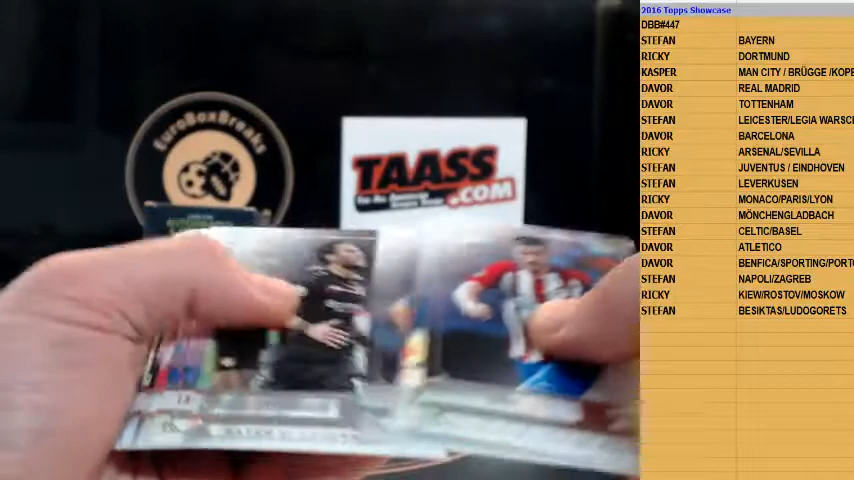 2016 Topps Showcase
DBB#447
STEFAN BAYERN
RICKY DORTMUND
KASPER MAN CITY / BRÜGGE /KOPE
DAVOR REAL MADRID
DAVOR TOTTENHAM
STEFAN LEICESTER/LEGIA WARSC
DAVOR BARCELONA
RICKY ARSENAL/SEVILLA
STEFAN JUVENTUS / EINDHOVEN
STEFAN LEVERKUSEN
RICKY MONACO/PARIS/LYON
DAVOR MÖNCHENGLADBACH
STEFAN CELTIC/BASEL
DAVOR ATLETICO
DAVOR BENFICA/SPORTING/PORT
STEFAN NAPOLI/ZAGREB
RICKY KIEW/ROSTOV/MOSKOW
STEFAN BESIKTAS/LUDOGORETS
EuroBoxBreaks
TAASS
.COM